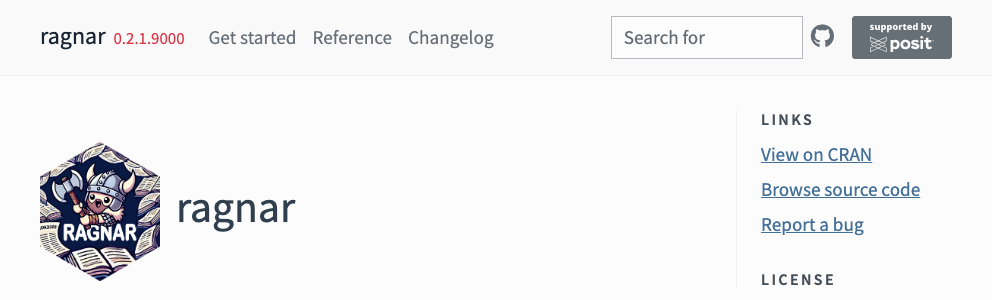 ragnar 0.2.1.9000 Get started Reference Changelog Search for
supported by
posit
LINKS
View on CRAN
Browse source code
Report a bug
ragnar
RAGNAR
LICENSE